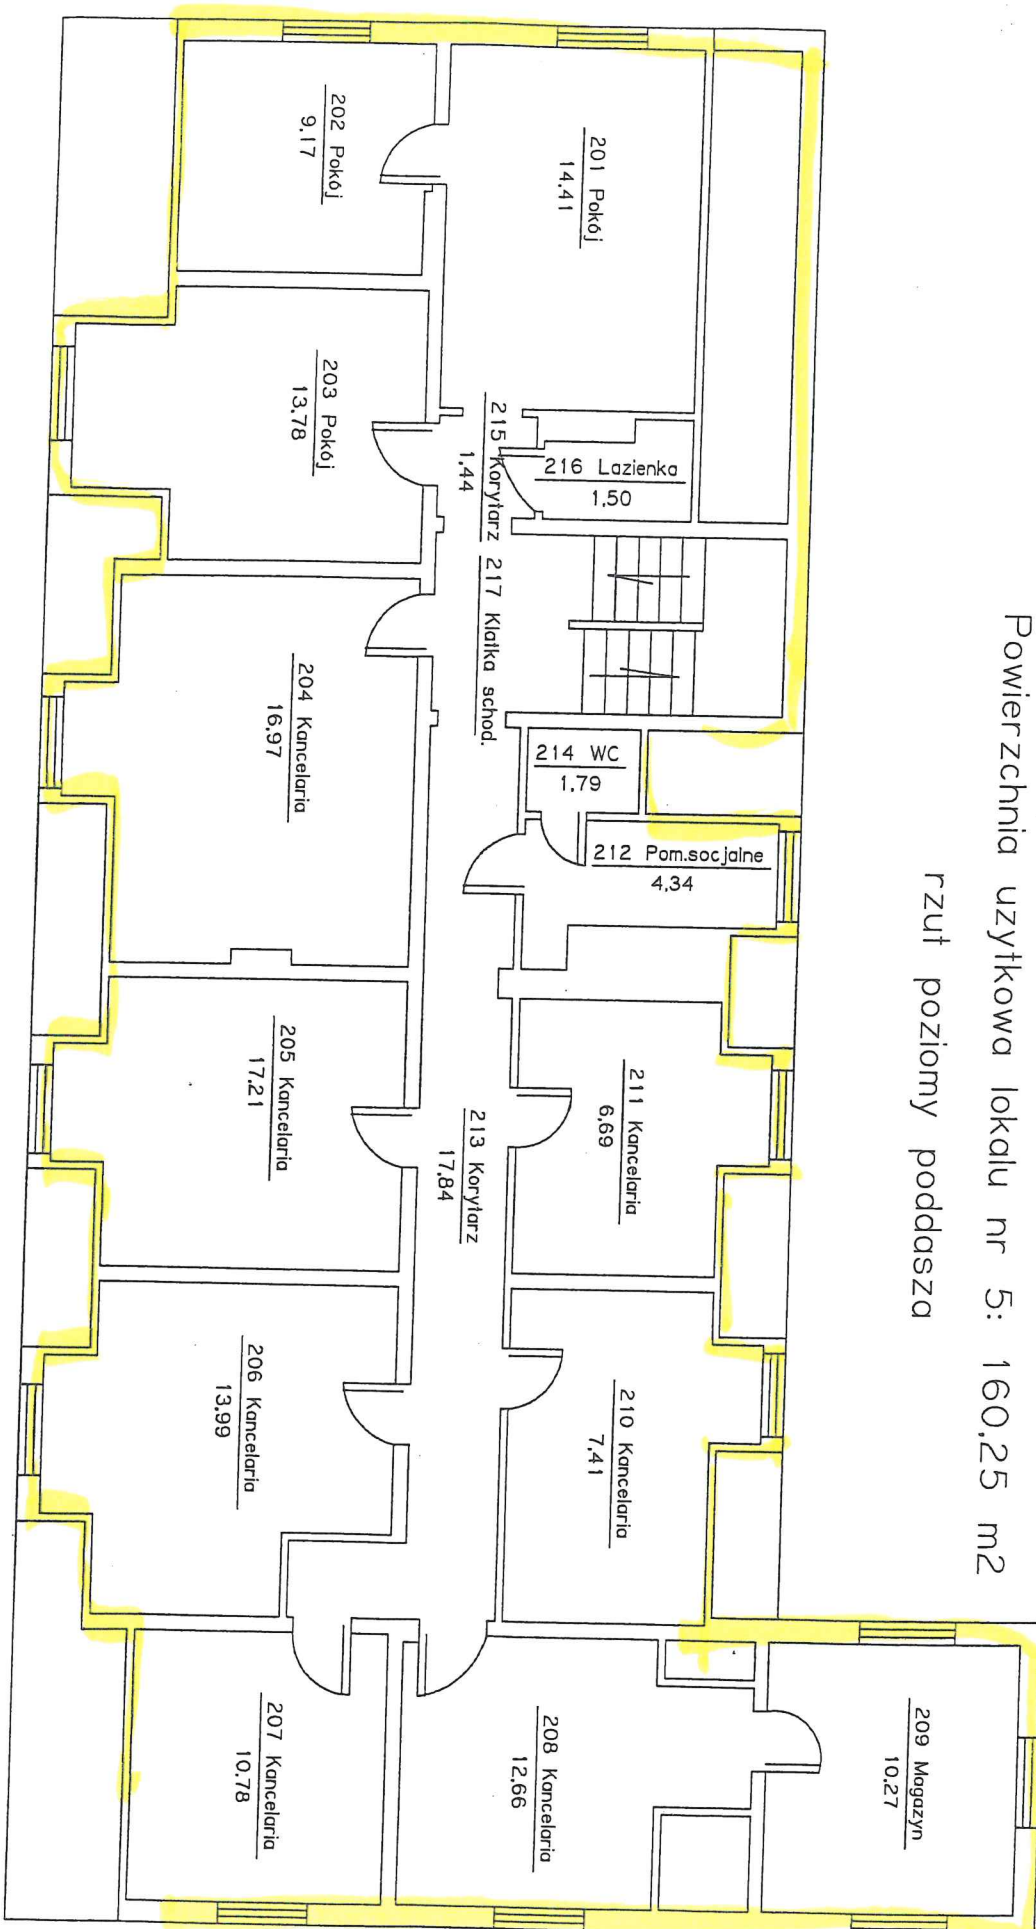 Powierzchnia uzytkowa lokalu nr 5: 160,25 m2
rzut poziomy poddasza
201 Pokój
14,41
202 Pokój
9,17
203 Pokój
13,78
215 Korytarz
1,44
216 Lazienka
1,50
217 Klatka schod.
204 Kancelaria
16,97
214 WC
1,79
212 Pom.socjalne
4,34
205 Kancelaria
17,21
213 Korytarz
17,84
211 Kancelaria
6,69
206 Kancelaria
13,99
210 Kancelaria
7,41
207 Kancelaria
10,78
208 Kancelaria
12,66
209 Magazyn
10,27